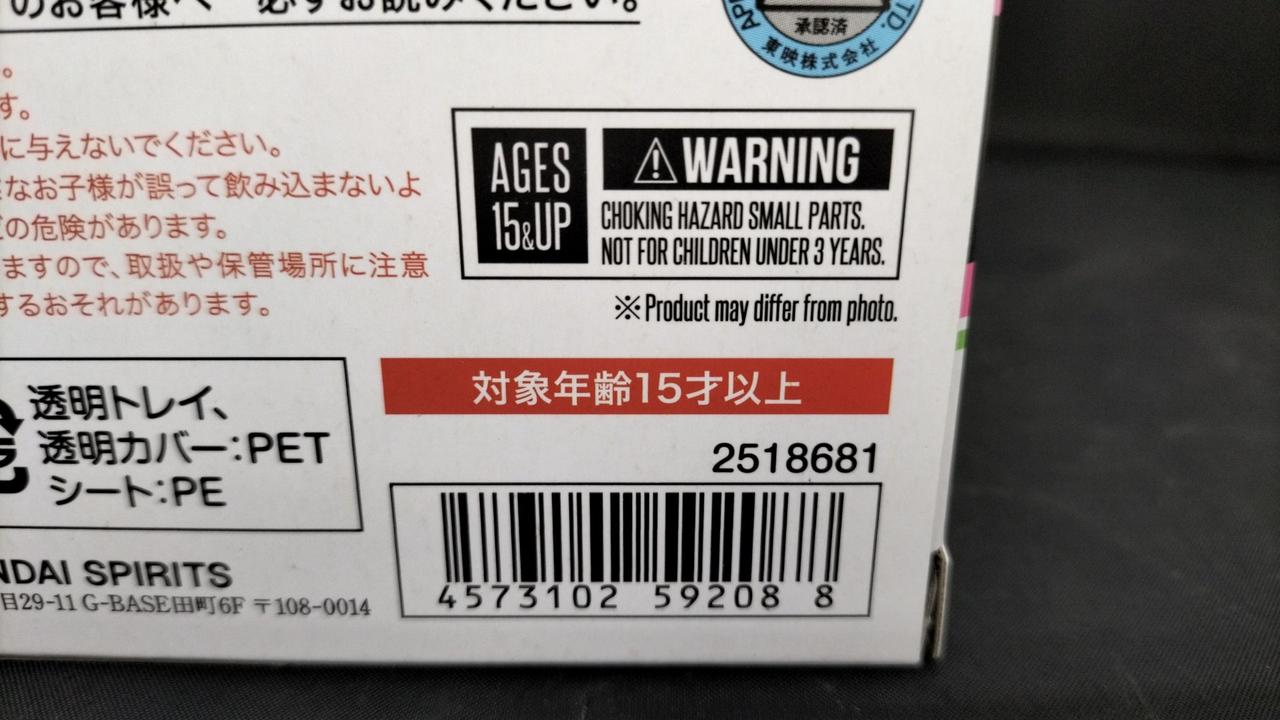 のお客様へ 必ずお読みください。
承認済
東映株式会社
LTD.
す。
に与えないでください。
なお子様が誤って飲み込まないよ
の危険があります。
ますので、取扱や保管場所に注意
するおそれがあります。
AGES
15&UP
WARNING
CHOKING HAZARD SMALL PARTS.
NOT FOR CHILDREN UNDER 3 YEARS.
※Product may differ from photo.
対象年齢15才以上
透明トレイ、
透明カバー:PET
シート:PE
2518681
4573102 59208 8
NDAI SPIRITS
目29-11 G-BASE田町6F 〒108-0014